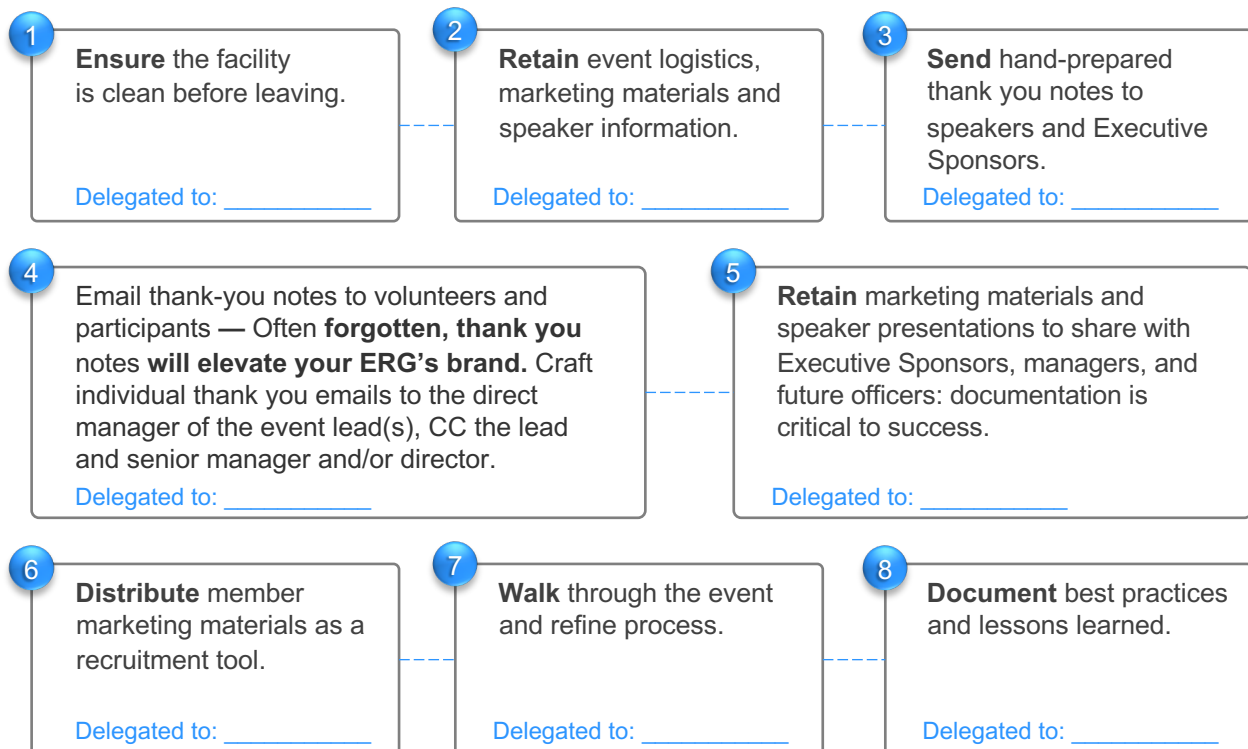 1
Ensure the facility
is clean before leaving.
Delegated to: ___________
2
Retain event logistics,
marketing materials and
speaker information.
Delegated to: ___________
3
Send hand-prepared
thank you notes to
speakers and Executive
Sponsors.
Delegated to: ___________
4
Email thank-you notes to volunteers and
participants — Often forgotten, thank you
notes will elevate your ERG’s brand. Craft
individual thank you emails to the direct
manager of the event lead(s), CC the lead
and senior manager and/or director.
Delegated to: ___________
5
Retain marketing materials and
speaker presentations to share with
Executive Sponsors, managers, and
future officers: documentation is
critical to success.
Delegated to: ___________
6
Distribute member
marketing materials as a
recruitment tool.
Delegated to: ___________
7
Walk through the event
and refine process.
Delegated to: ___________
8
Document best practices
and lessons learned.
Delegated to: ___________